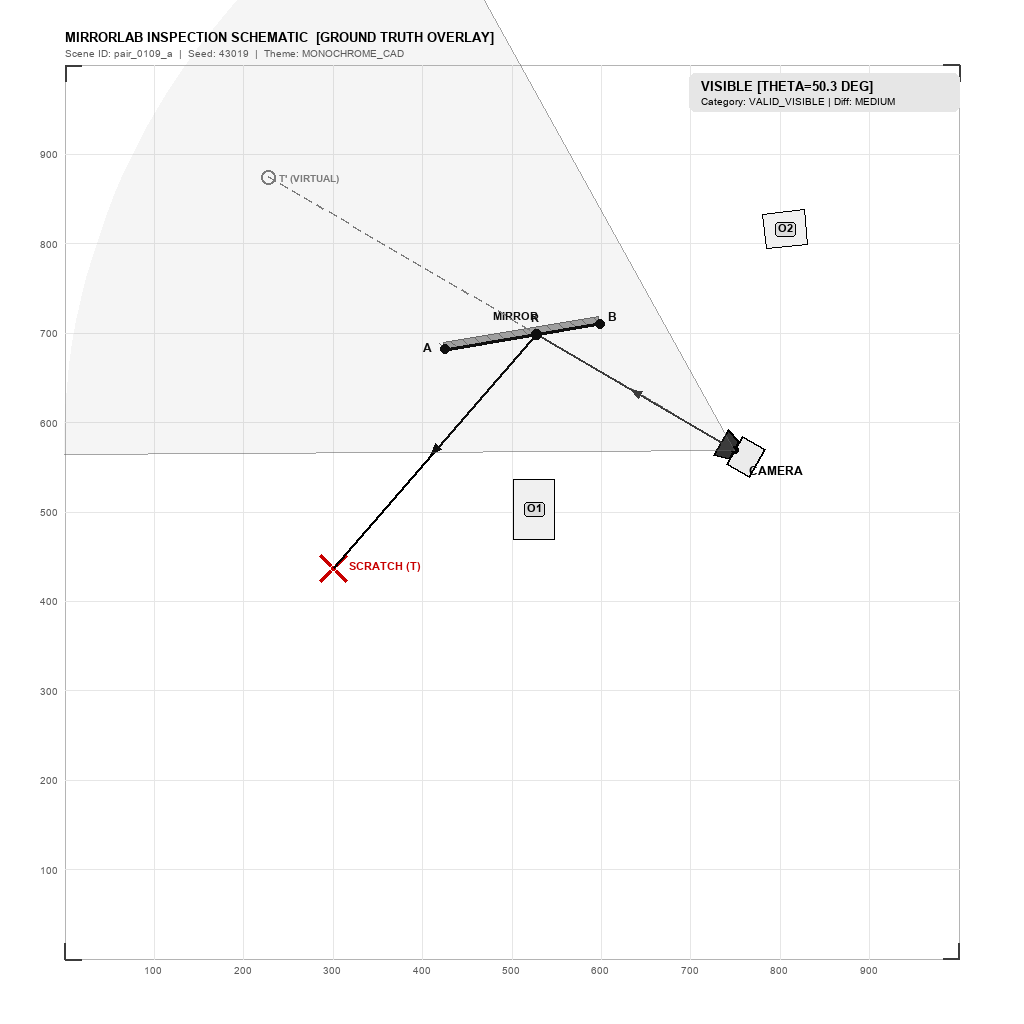 MIRRORLAB INSPECTION SCHEMATIC [GROUND TRUTH OVERLAY]
Scene ID: pair_0109_a | Seed: 43019 | Theme: MONOCHROME_CAD
VISIBLE [THETA=50.3 DEG]
Category: VALID_VISIBLE | Diff: MEDIUM
900
T' (VIRTUAL)
O2
800
MIRROR
R
B
700
A
600
CAMERA
O1
500
SCRATCH (T)
400
300
200
100
100 200 300 400 500 600 700 800 900